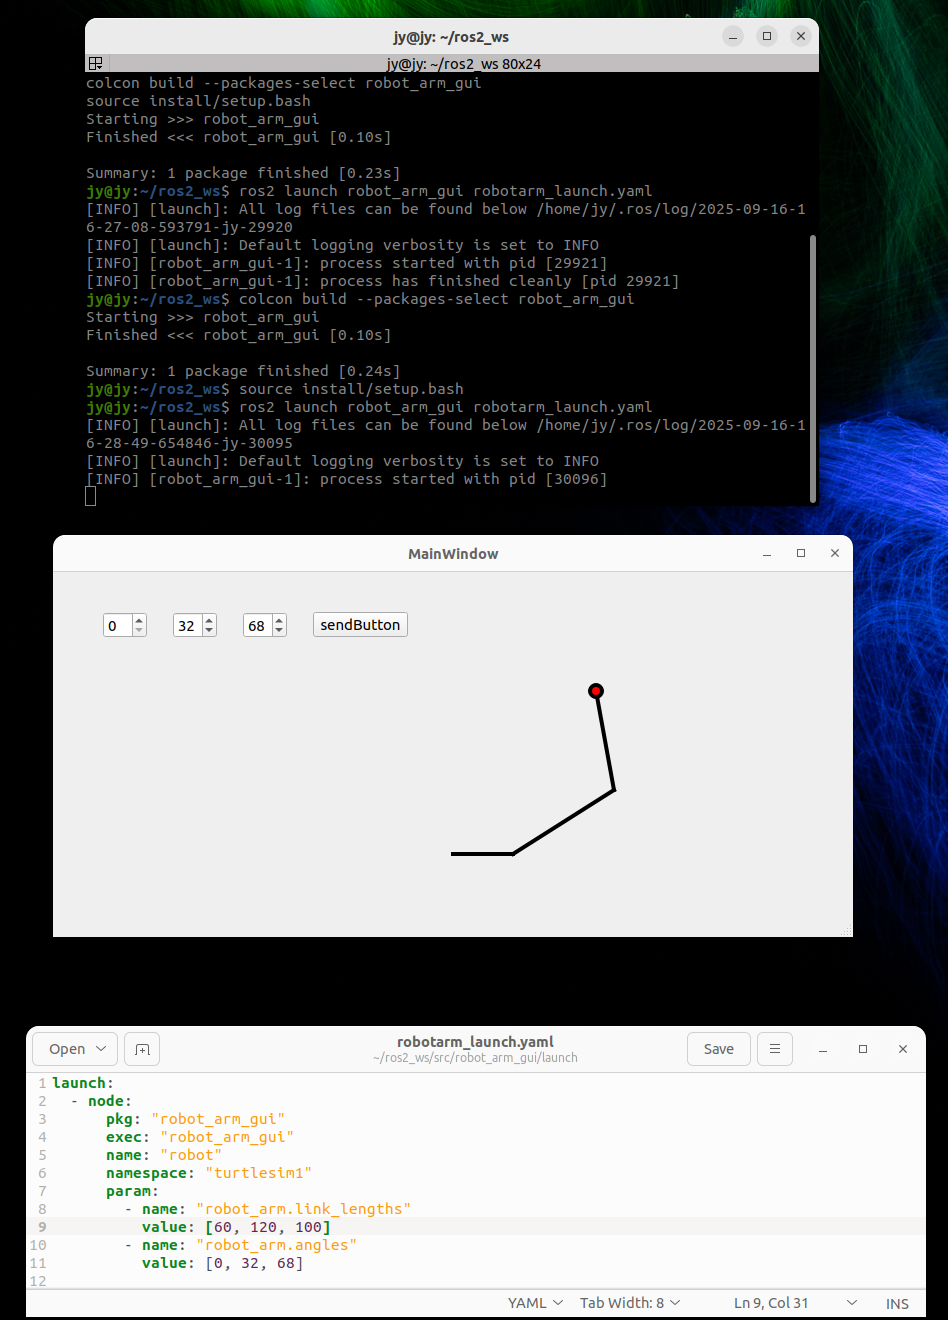 jy@jy: ~/ros2_ws
jy@jy: ~/ros2_ws 80x24
colcon build --packages-select robot_arm_gui
source install/setup.bash
Starting >>> robot_arm_gui
Finished <<< robot_arm_gui [0.10s]
Summary: 1 package finished [0.23s]
jy@jy:~/ros2_ws$ ros2 launch robot_arm_gui robotarm_launch.yaml
[INFO] [launch]: All log files can be found below /home/jy/.ros/log/2025-09-16-1
6-27-08-593791-jy-29920
[INFO] [launch]: Default logging verbosity is set to INFO
[INFO] [robot_arm_gui-1]: process started with pid [29921]
[INFO] [robot_arm_gui-1]: process has finished cleanly [pid 29921]
jy@jy:~/ros2_ws$ colcon build --packages-select robot_arm_gui
Starting >>> robot_arm_gui
Finished <<< robot_arm_gui [0.10s]
Summary: 1 package finished [0.24s]
jy@jy:~/ros2_ws$ source install/setup.bash
jy@jy:~/ros2_ws$ ros2 launch robot_arm_gui robotarm_launch.yaml
[INFO] [launch]: All log files can be found below /home/jy/.ros/log/2025-09-16-1
6-28-49-654846-jy-30095
[INFO] [launch]: Default logging verbosity is set to INFO
[INFO] [robot_arm_gui-1]: process started with pid [30096]
MainWindow
0 32 68 sendButton
Open robotarm_launch.yaml Save
~/ros2_ws/src/robot_arm_gui/launch
1 launch:
2 - node:
3 pkg: "robot_arm_gui"
4 exec: "robot_arm_gui"
5 name: "robot"
6 namespace: "turtlesim1"
7 param:
8 - name: "robot_arm.link_lengths"
9 value: [60, 120, 100]
10 - name: "robot_arm.angles"
11 value: [0, 32, 68]
12
YAML Tab Width: 8 Ln 9, Col 31 INS